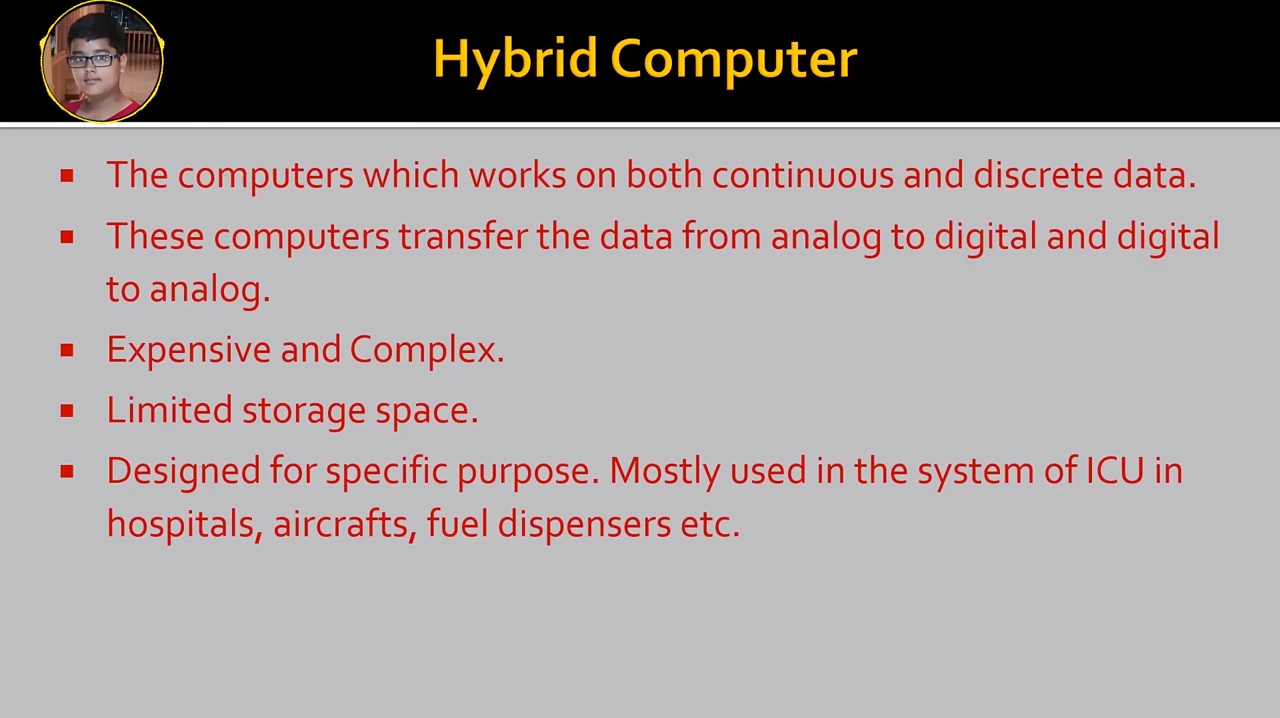 Hybrid Computer
The computers which works on both continuous and discrete data.
These computers transfer the data from analog to digital and digital
to analog.
Expensive and Complex.
Limited storage space.
Designed for specific purpose. Mostly used in the system of ICU in
hospitals, aircrafts, fuel dispensers etc.